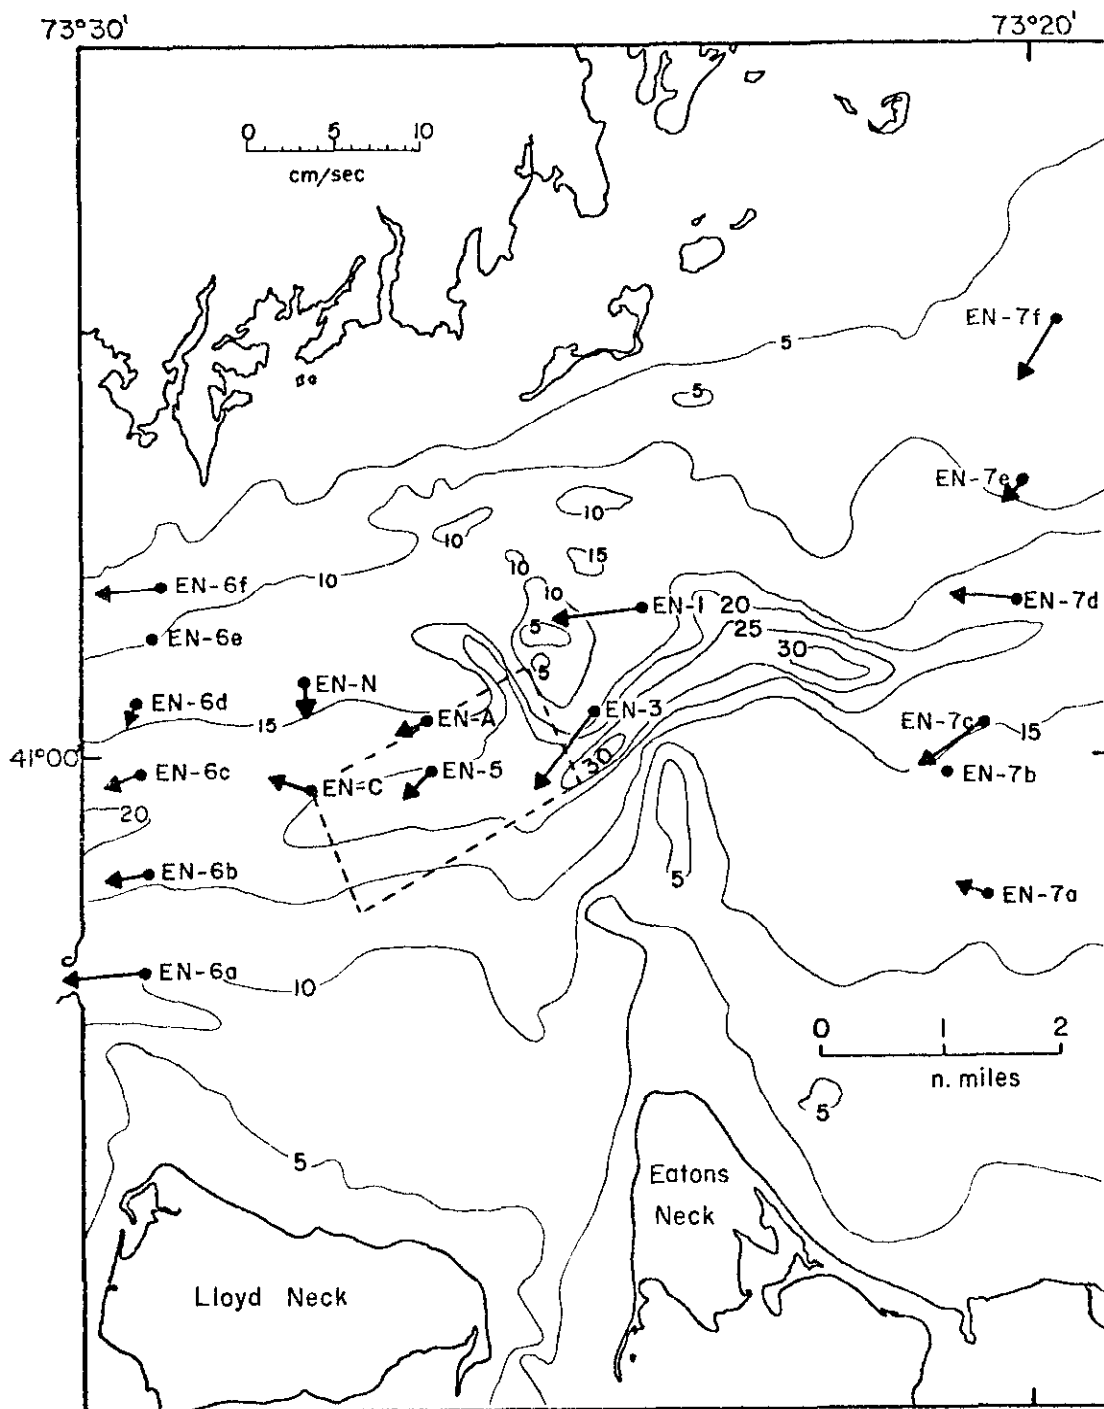 73°30' 73°20'
0 5 10
cm/sec
EN-7f
5
5
EN-7e
10
10
15
10
10
EN-6f
10
EN-7d
EN-1
20
5
25
EN-6e
30
5
EN-N
EN-6d
EN-3
EN-A
15
EN-7c
15
41°00'
EN-6c
EN-5
30
EN-7b
EN-C
20
EN-6b
5
EN-7a
EN-6a
10
0 1 2
n. miles
5
5
Eatons
Neck
Lloyd Neck